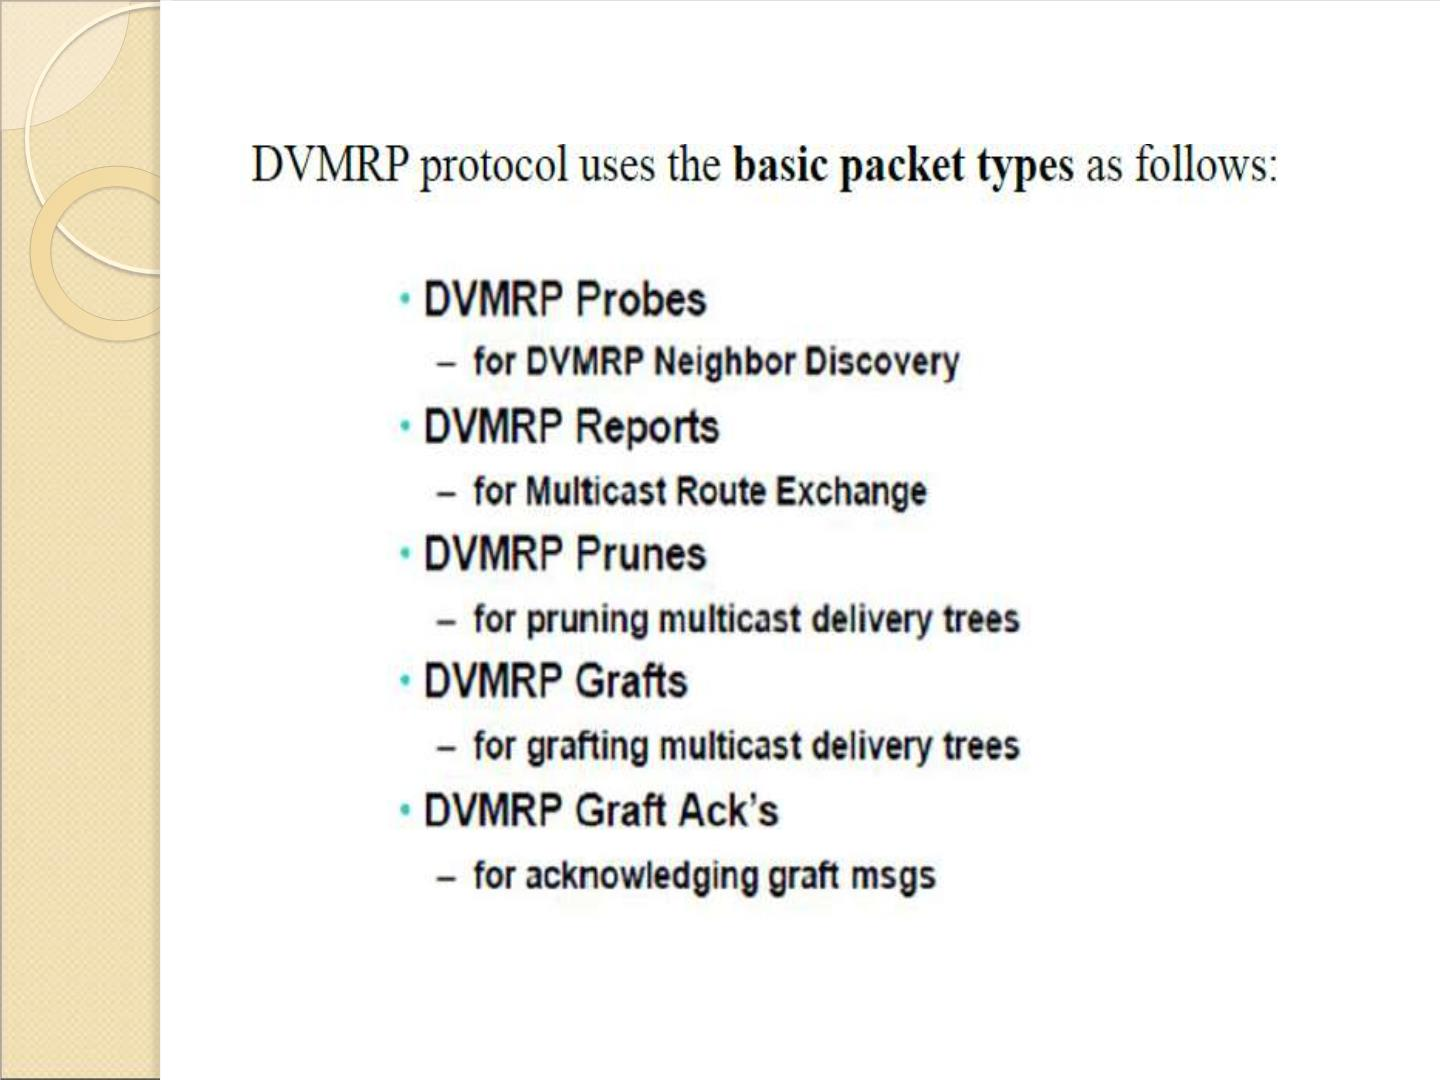 DVMRP protocol uses the basic packet types as follows:
• DVMRP Probes
– for DVMRP Neighbor Discovery
• DVMRP Reports
– for Multicast Route Exchange
• DVMRP Prunes
– for pruning multicast delivery trees
• DVMRP Grafts
– for grafting multicast delivery trees
• DVMRP Graft Ack's
– for acknowledging graft msgs